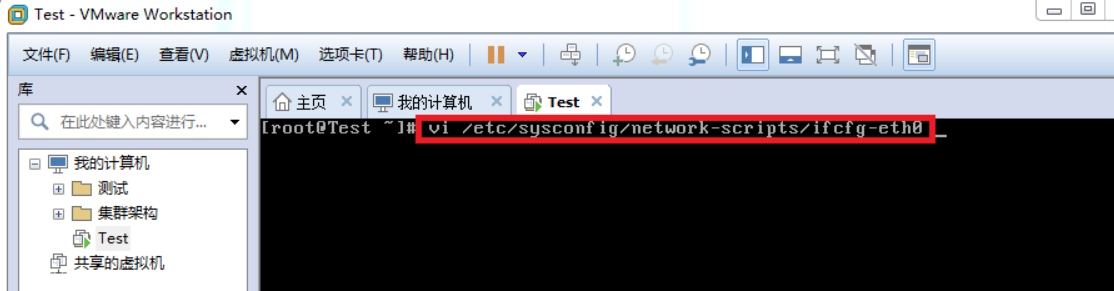 Test - VMware Workstation
文件(F) 编辑(E) 查看(V) 虚拟机(M) 选项卡(T) 帮助(H)
库
在此处键入内容进行...
我的计算机
测试
集群架构
Test
共享的虚拟机
主页 我的计算机 Test
[root@Test ~]# vi /etc/sysconfig/network-scripts/ifcfg-eth0